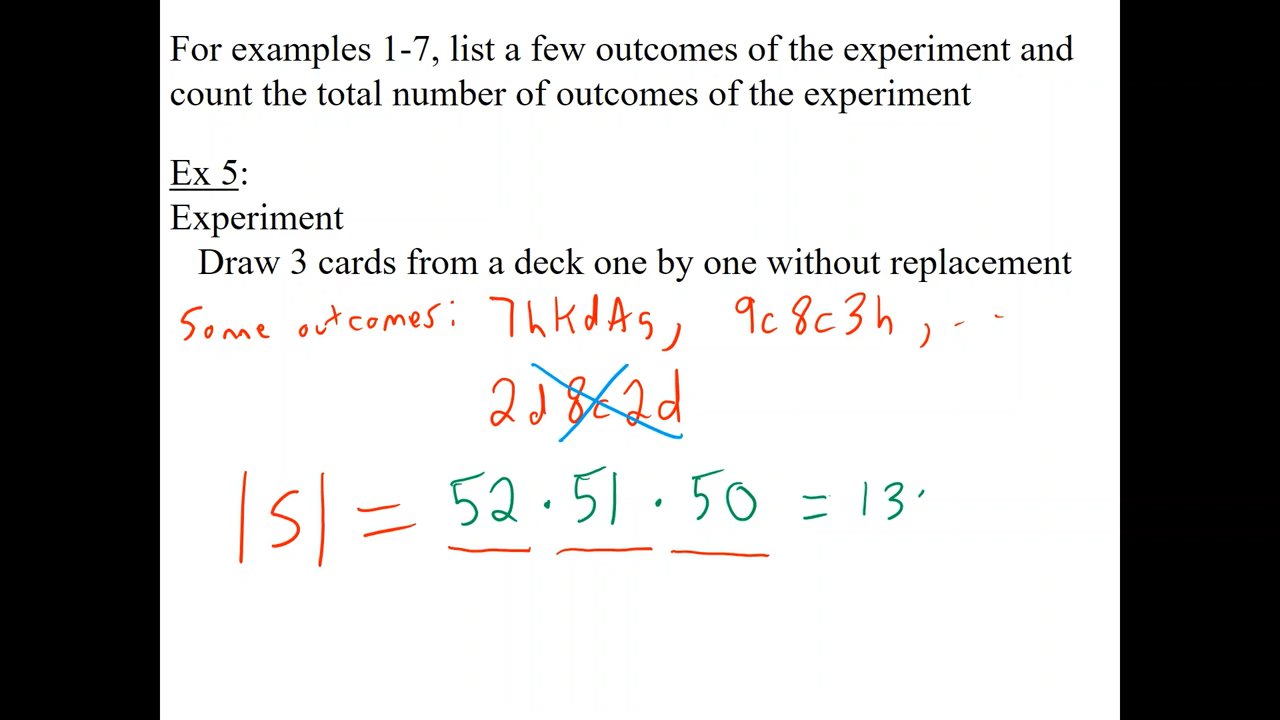 For examples 1-7, list a few outcomes of the experiment and
count the total number of outcomes of the experiment
Ex 5:
Experiment
Draw 3 cards from a deck one by one without replacement
Some outcomes: 7hKdAs, 9c8c3h, ...
2d8c2d
|S| = 52 · 51 · 50 = 13